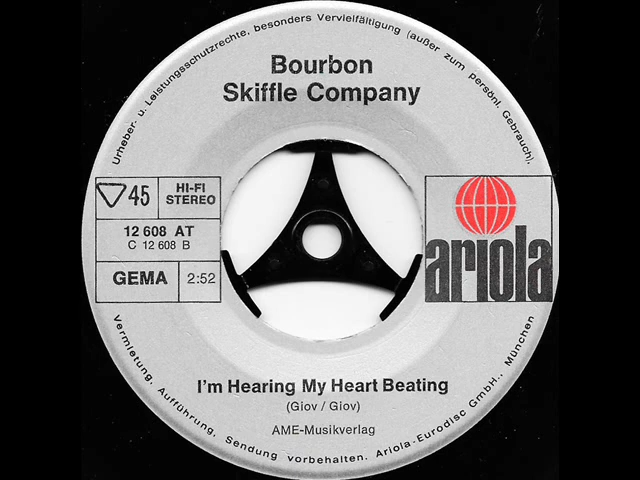 Urheber- u. Leistungsschutzrechte, besonders Vervielfältigung (außer zum persönl. Gebrauch),
Bourbon
Skiffle Company
45
HI-FI
STEREO
12 608 AT
C 12 608 B
GEMA
2:52
ariola
I'm Hearing My Heart Beating
(Giov / Giov)
AME-Musikverlag
Vermietung, Aufführung, Sendung vorbehalten. Ariola-Eurodisc GmbH., München